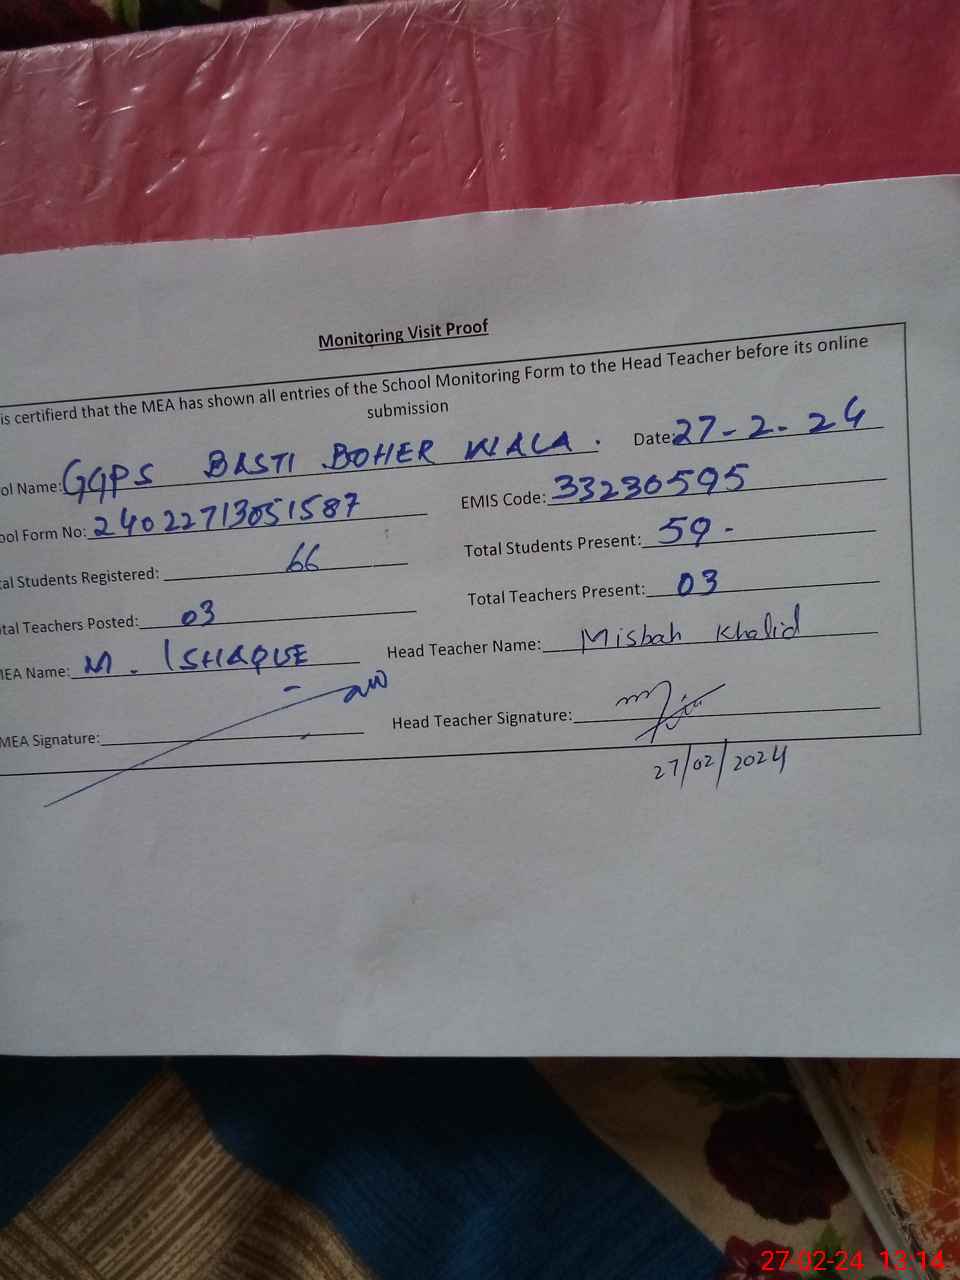 Monitoring Visit Proof
is certifierd that the MEA has shown all entries of the School Monitoring Form to the Head Teacher before its online
submission
ol Name: GGPS BASTI BOHER WALA. Date 27-2-24
ool Form No: 24022713051587 EMIS Code: 33230595
tal Students Registered: 66 Total Students Present: 59-
tal Teachers Posted: 03 Total Teachers Present: 03
MEA Name: M. ISHAQUE Head Teacher Name: Misbah Khalid
MEA Signature: Head Teacher Signature:
27/02/2024
27-02-24 13:14